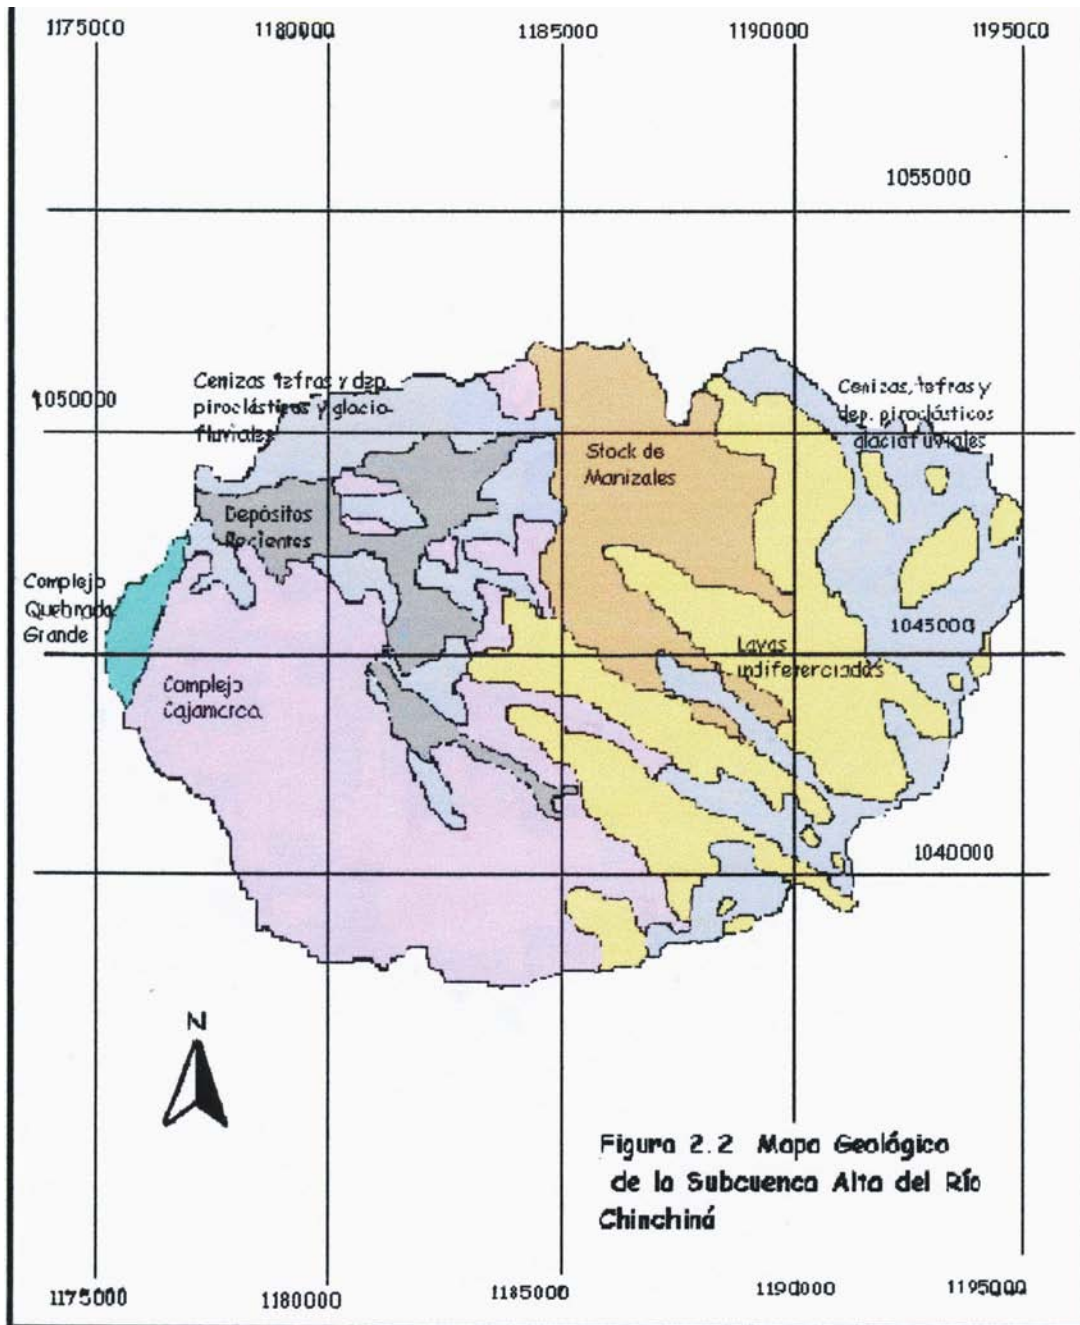 1175000 1180000 1185000 1190000 1195000
1055000
1050000
Cenizas tefras y dep.
piroclásticos y glacio-
fluviales
Cenizas, tefras y
dep. piroclásticos
glaciafluviales
Stock de
Manizales
Depósitos
Recientes
Complejo
Quebrada
Grande
1045000
Lavas
indiferenciadas
Complejo
Cajamarca
1040000
N
Figura 2.2 Mapa Geológico
de la Subcuenca Alta del Río
Chinchiná
1175000 1180000 1185000 1190000 1195000